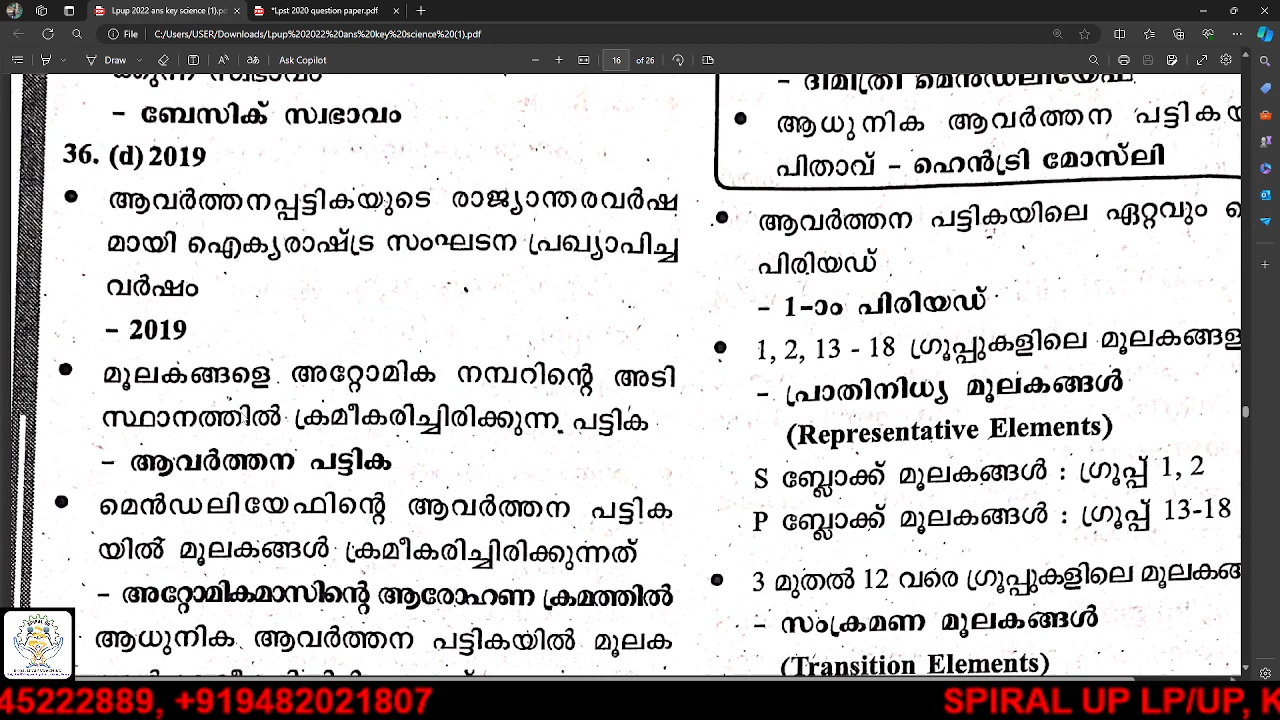 Lpup 2022 ans key science (1).pd
*Lpst 2020 question paper.pdf
File C:/Users/USER/Downloads/Lpup%202022%20ans%20key%20science%20(1).pdf
Draw Ask Copilot 16 of 26
ക്കുന്ന സ്വഭാവം
- ബേസിക് സ്വഭാവം
36. (d) 2019
ആവർത്തനപ്പട്ടികയുടെ രാജ്യാന്തരവർഷ
മായി ഐക്യരാഷ്ട്ര സംഘടന പ്രഖ്യാപിച്ച
വർഷം
- 2019
മൂലകങ്ങളെ അറ്റോമിക നമ്പറിന്റെ അടി
സ്ഥാനത്തിൽ ക്രമീകരിച്ചിരിക്കുന്ന പട്ടിക
- ആവർത്തന പട്ടിക
മെൻഡലിയേഫിന്റെ ആവർത്തന പട്ടിക
യിൽ മൂലകങ്ങൾ ക്രമീകരിച്ചിരിക്കുന്നത്
- അറ്റോമികമാസിന്റെ ആരോഹണ ക്രമത്തിൽ
ആധുനിക ആവർത്തന പട്ടികയിൽ മൂലക
- ദിമിത്രി മെൻഡലിയേഫ്
ആധുനിക ആവർത്തന പട്ടികയ
പിതാവ് - ഹെൻട്രി മോസ്‌ലി
ആവർത്തന പട്ടികയിലെ ഏറ്റവും
പിരിയഡ്
- 1-ാം പിരിയഡ്
1, 2, 13 - 18 ഗ്രൂപ്പുകളിലെ മൂലകങ്ങള
- പ്രാതിനിധ്യ മൂലകങ്ങൾ
(Representative Elements)
S ബ്ലോക്ക് മൂലകങ്ങൾ : ഗ്രൂപ്പ് 1, 2
P ബ്ലോക്ക് മൂലകങ്ങൾ : ഗ്രൂപ്പ് 13-18
3 മുതൽ 12 വരെ ഗ്രൂപ്പുകളിലെ മൂലകങ്ങ
- സംക്രമണ മൂലകങ്ങൾ
(Transition Elements)
45222889, +919482021807 SPIRAL UP LP/UP, K